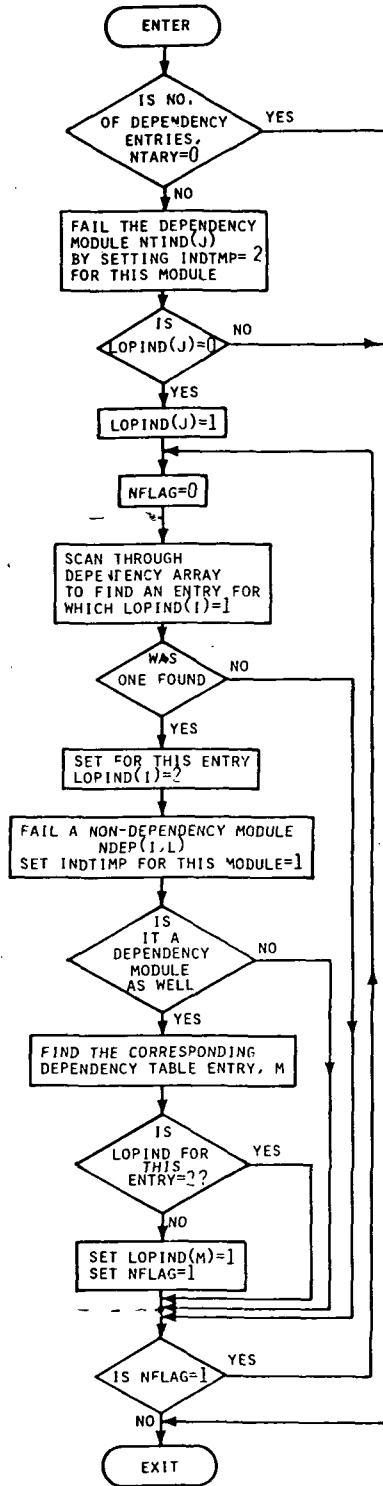 ENTER
IS NO.
OF DEPENDENCY
ENTRIES,
NTARY=0
YES
NO
FAIL THE DEPENDENCY
MODULE NTIND(J)
BY SETTING INDTMP= 2
FOR THIS MODULE
IS
LOPIND(J)=0
NO
YES
LOPIND(J)=1
NFLAG=0
SCAN THROUGH
DEPENDENCY ARRAY
TO FIND AN ENTRY FOR
WHICH LOPIND(I)=1
WAS
ONE FOUND
NO
YES
SET FOR THIS ENTRY
LOPIND(I)=2
FAIL A NON-DEPENDENCY MODULE
NDEP(I,L)
SET INDTIMP FOR THIS MODULE=1
IS
IT A
DEPENDENCY
MODULE
AS WELL
NO
YES
FIND THE CORRESPONDING
DEPENDENCY TABLE ENTRY, M
IS
LOPIND FOR
THIS
ENTRY=2?
YES
NO
SET LOPIND(M)=1
SET NFLAG=1
IS NFLAG=1
YES
NO
EXIT